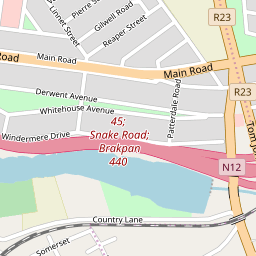 Linnet Street
Pierre S
Gilwell Road
Reaper Street
R23
Main Road
Road
Main Road
Derwent Avenue
R23
Whitehouse Avenue
Patterdale Road
45;
Snake Road;
Brakpan
440
Windermere Drive
N12
Country Lane
Somerset